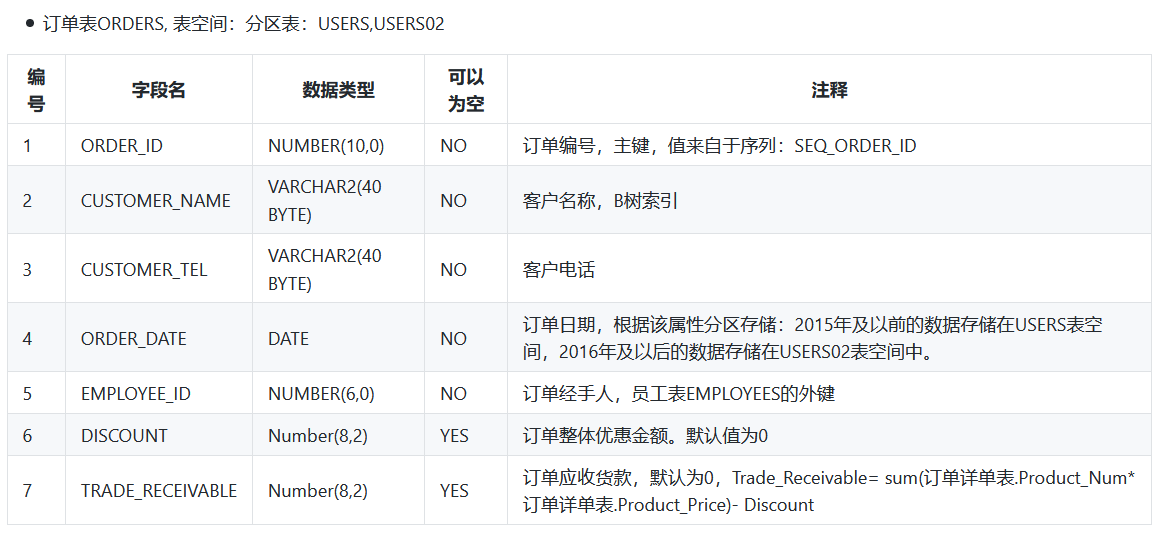 订单表ORDERS, 表空间：分区表：USERS,USERS02
编号 字段名 数据类型 可以为空 注释
1 ORDER_ID NUMBER(10,0) NO 订单编号，主键，值来自于序列：SEQ_ORDER_ID
2 CUSTOMER_NAME VARCHAR2(40 BYTE) NO 客户名称，B树索引
3 CUSTOMER_TEL VARCHAR2(40 BYTE) NO 客户电话
4 ORDER_DATE DATE NO 订单日期，根据该属性分区存储：2015年及以前的数据存储在USERS表空间，2016年及以后的数据存储在USERS02表空间中。
5 EMPLOYEE_ID NUMBER(6,0) NO 订单经手人，员工表EMPLOYEES的外键
6 DISCOUNT Number(8,2) YES 订单整体优惠金额。默认值为0
7 TRADE_RECEIVABLE Number(8,2) YES 订单应收货款，默认为0，Trade_Receivable= sum(订单详单表.Product_Num*订单详单表.Product_Price)- Discount